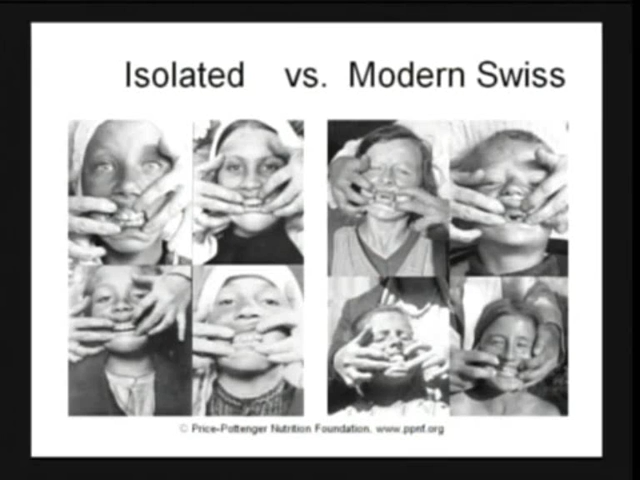 Isolated vs. Modern Swiss
© Price-Pottenger Nutrition Foundation. www.ppnf.org